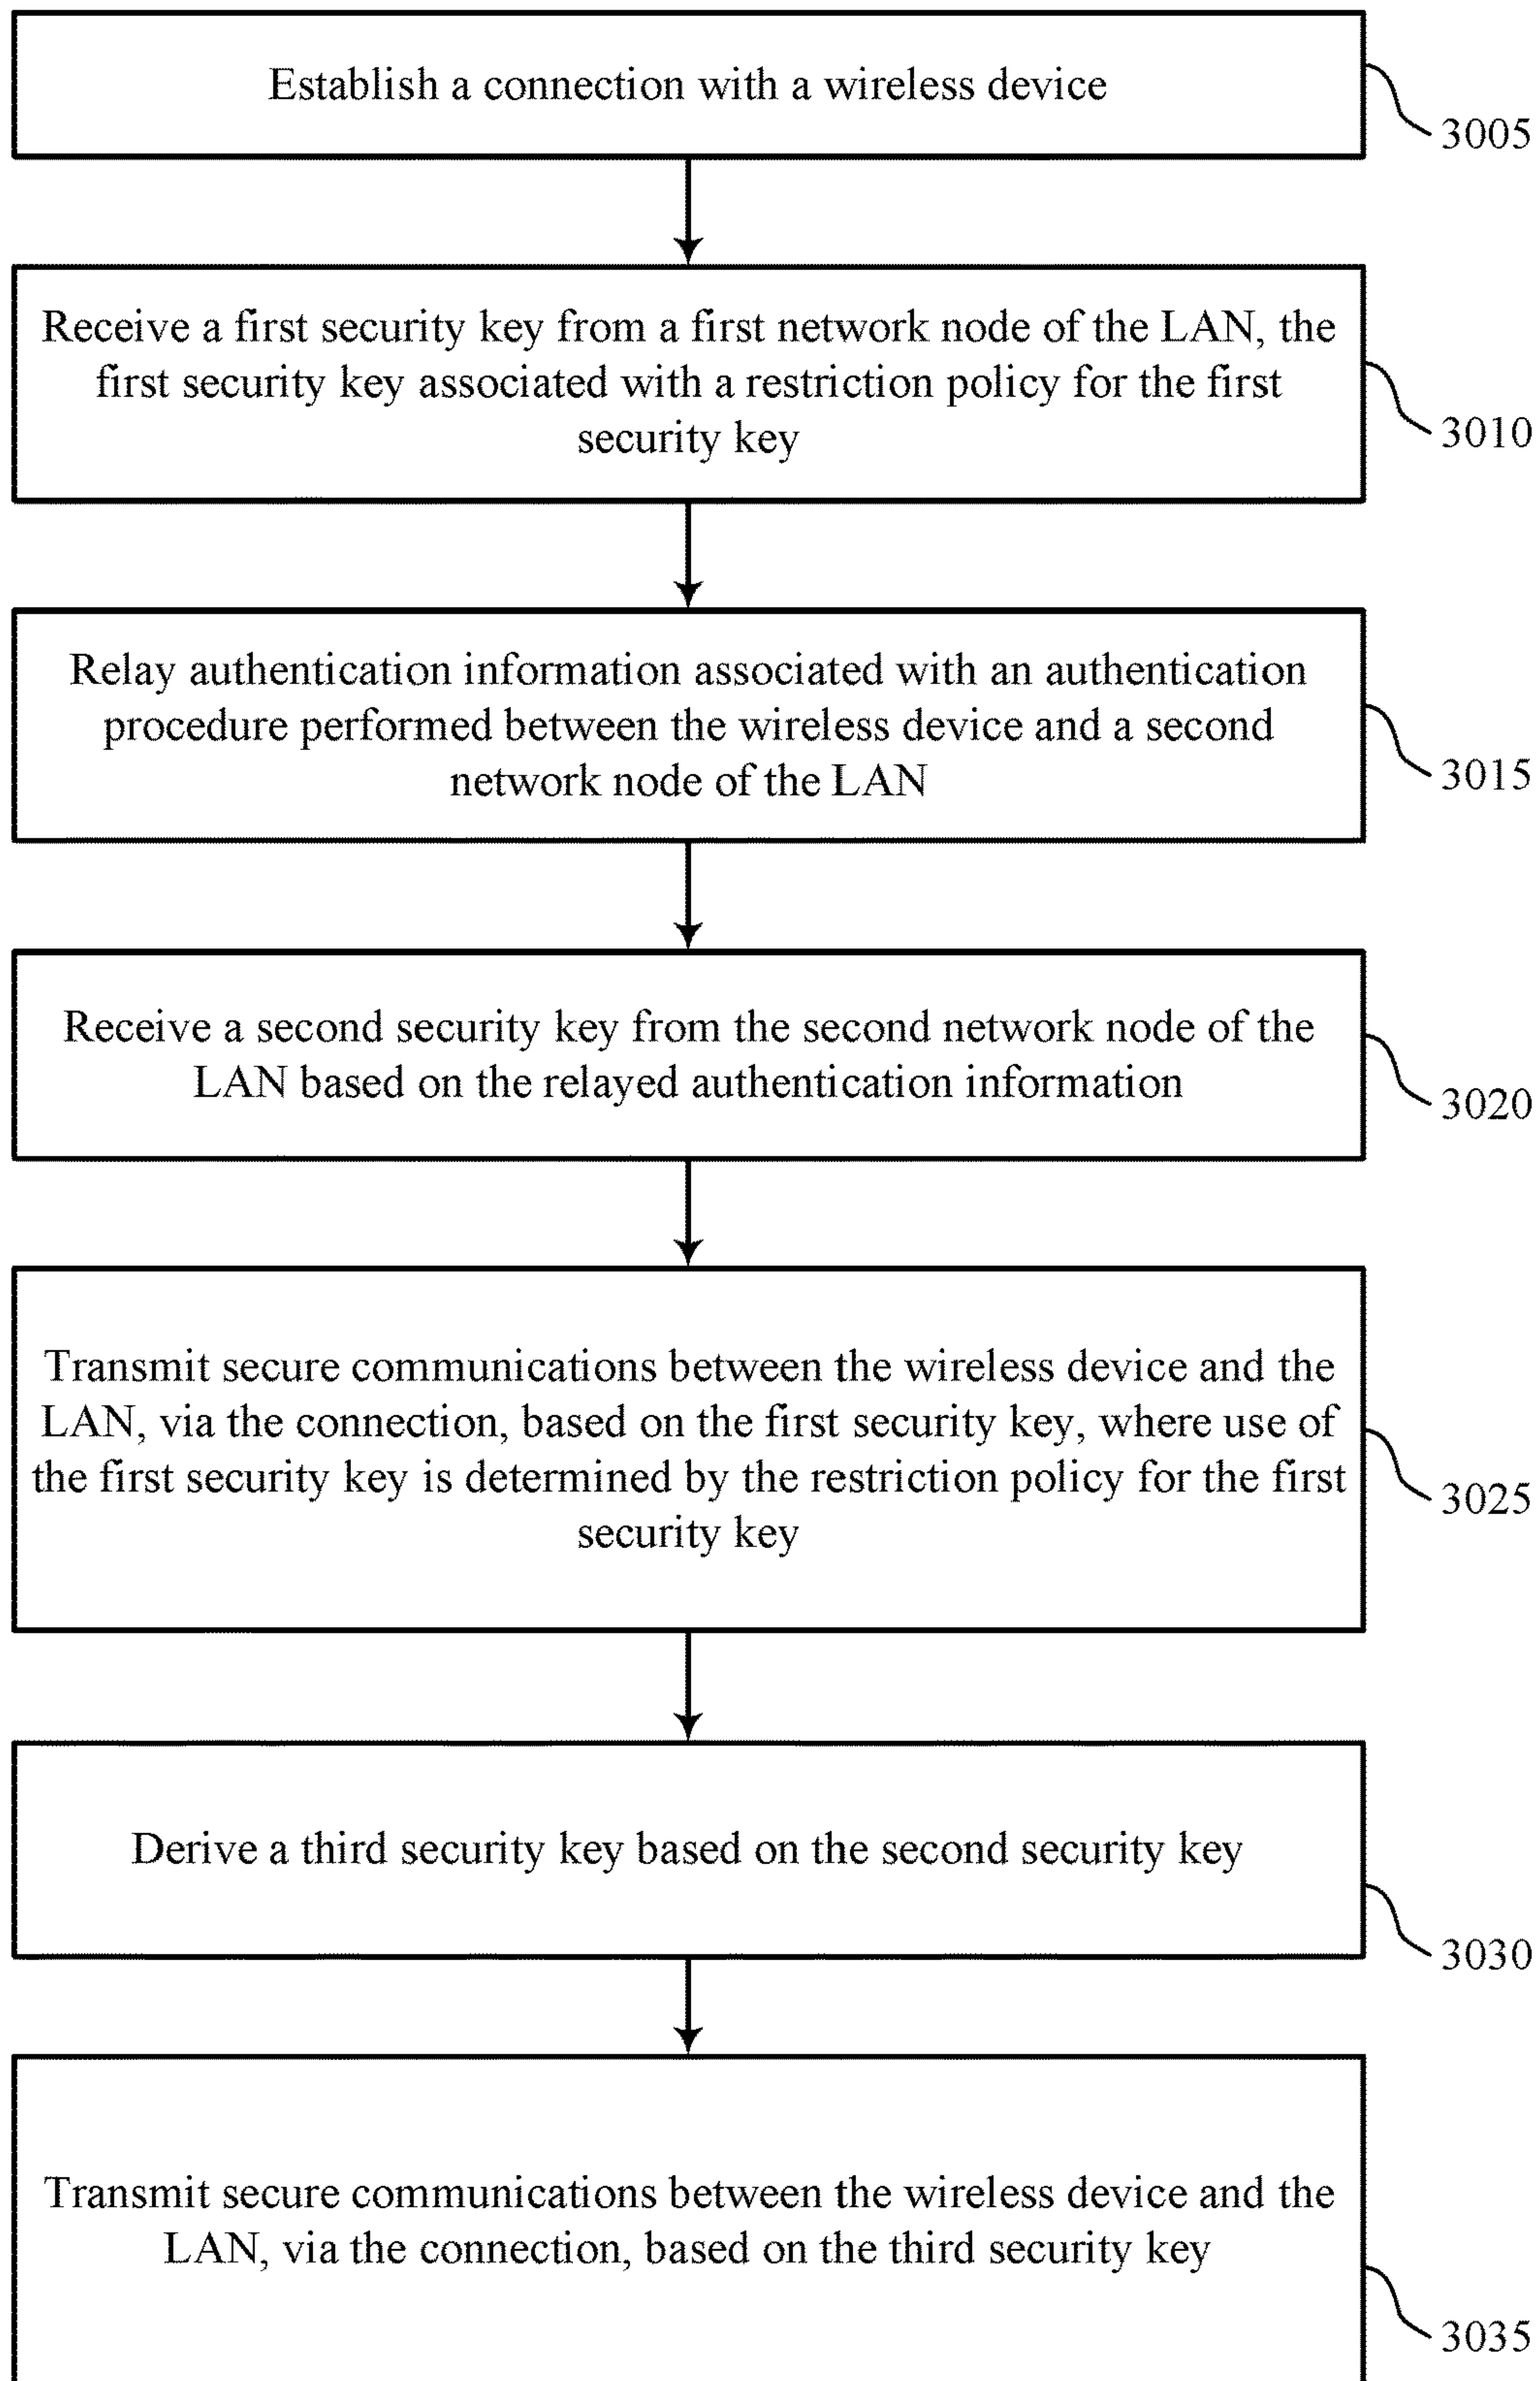 Establish a connection with a wireless device
3005
Receive a first security key from a first network node of the LAN, the
first security key associated with a restriction policy for the first
security key
3010
Relay authentication information associated with an authentication
procedure performed between the wireless device and a second
network node of the LAN
3015
Receive a second security key from the second network node of the
LAN based on the relayed authentication information
3020
Transmit secure communications between the wireless device and the
LAN, via the connection, based on the first security key, where use of
the first security key is determined by the restriction policy for the first
security key
3025
Derive a third security key based on the second security key
3030
Transmit secure communications between the wireless device and the
LAN, via the connection, based on the third security key
3035